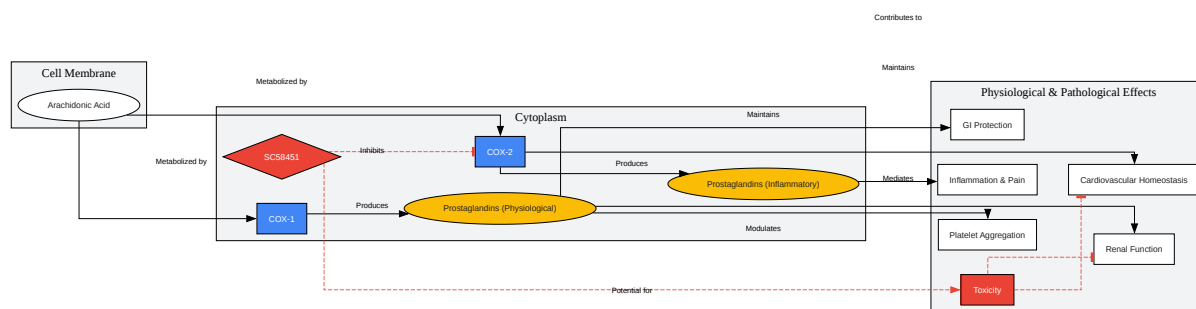 Contributes to
Maintains
Cell Membrane
Metabolized by
Physiological & Pathological Effects
Arachidonic Acid
Cytoplasm
Maintains
GI Protection
Inhibits
COX-2
SC58451
Metabolized by
Produces
Mediates
Inflammation & Pain
Cardiovascular Homeostasis
Prostaglandins (Inflammatory)
Produces
Prostaglandins (Physiological)
COX-1
Modulates
Platelet Aggregation
Renal Function
Potential for
Toxicity